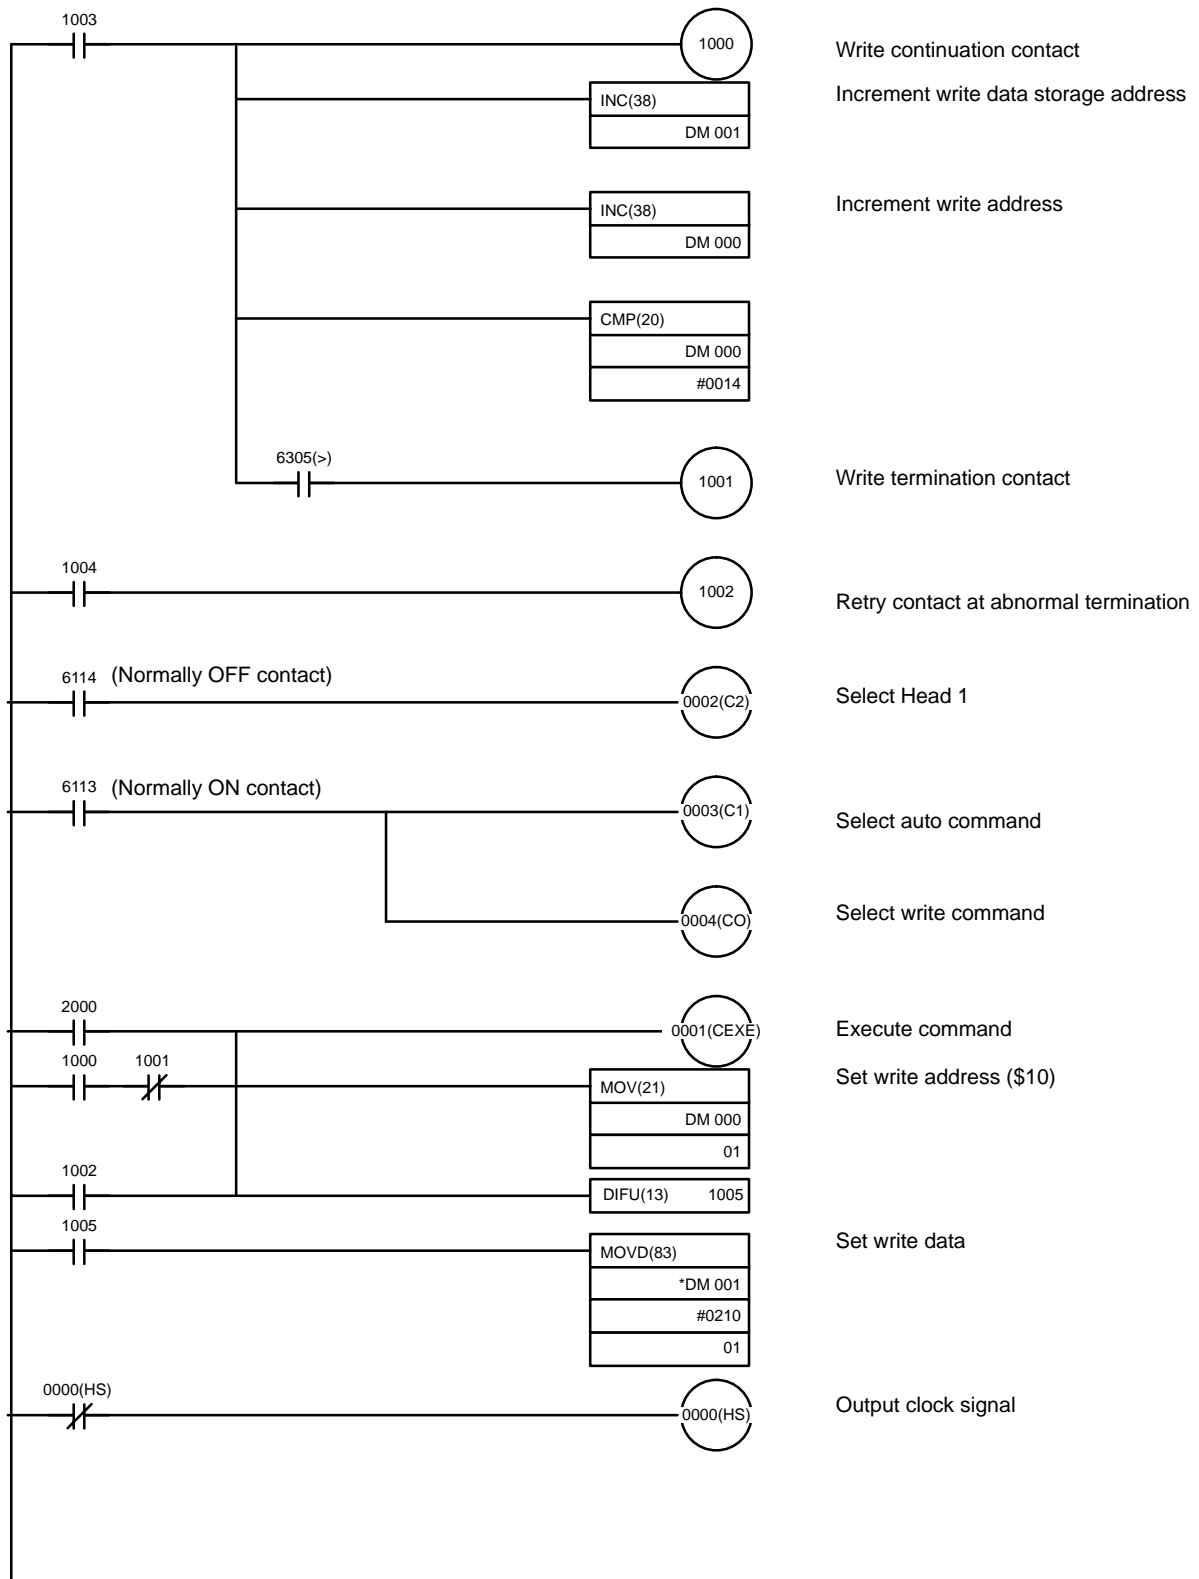 1003
1000
Write continuation contact
INC(38)
Increment write data storage address
DM 001
INC(38)
Increment write address
DM 000
CMP(20)
DM 000
#0014
6305(>)
1001
Write termination contact
1004
1002
Retry contact at abnormal termination
6114 (Normally OFF contact)
0002(C2)
Select Head 1
6113 (Normally ON contact)
0003(C1)
Select auto command
0004(CO)
Select write command
2000
0001(CEXE)
Execute command
1000 1001
MOV(21)
Set write address ($10)
DM 000
01
1002
DIFU(13) 1005
1005
MOVD(83)
Set write data
*DM 001
#0210
01
0000(HS)
0000(HS)
Output clock signal